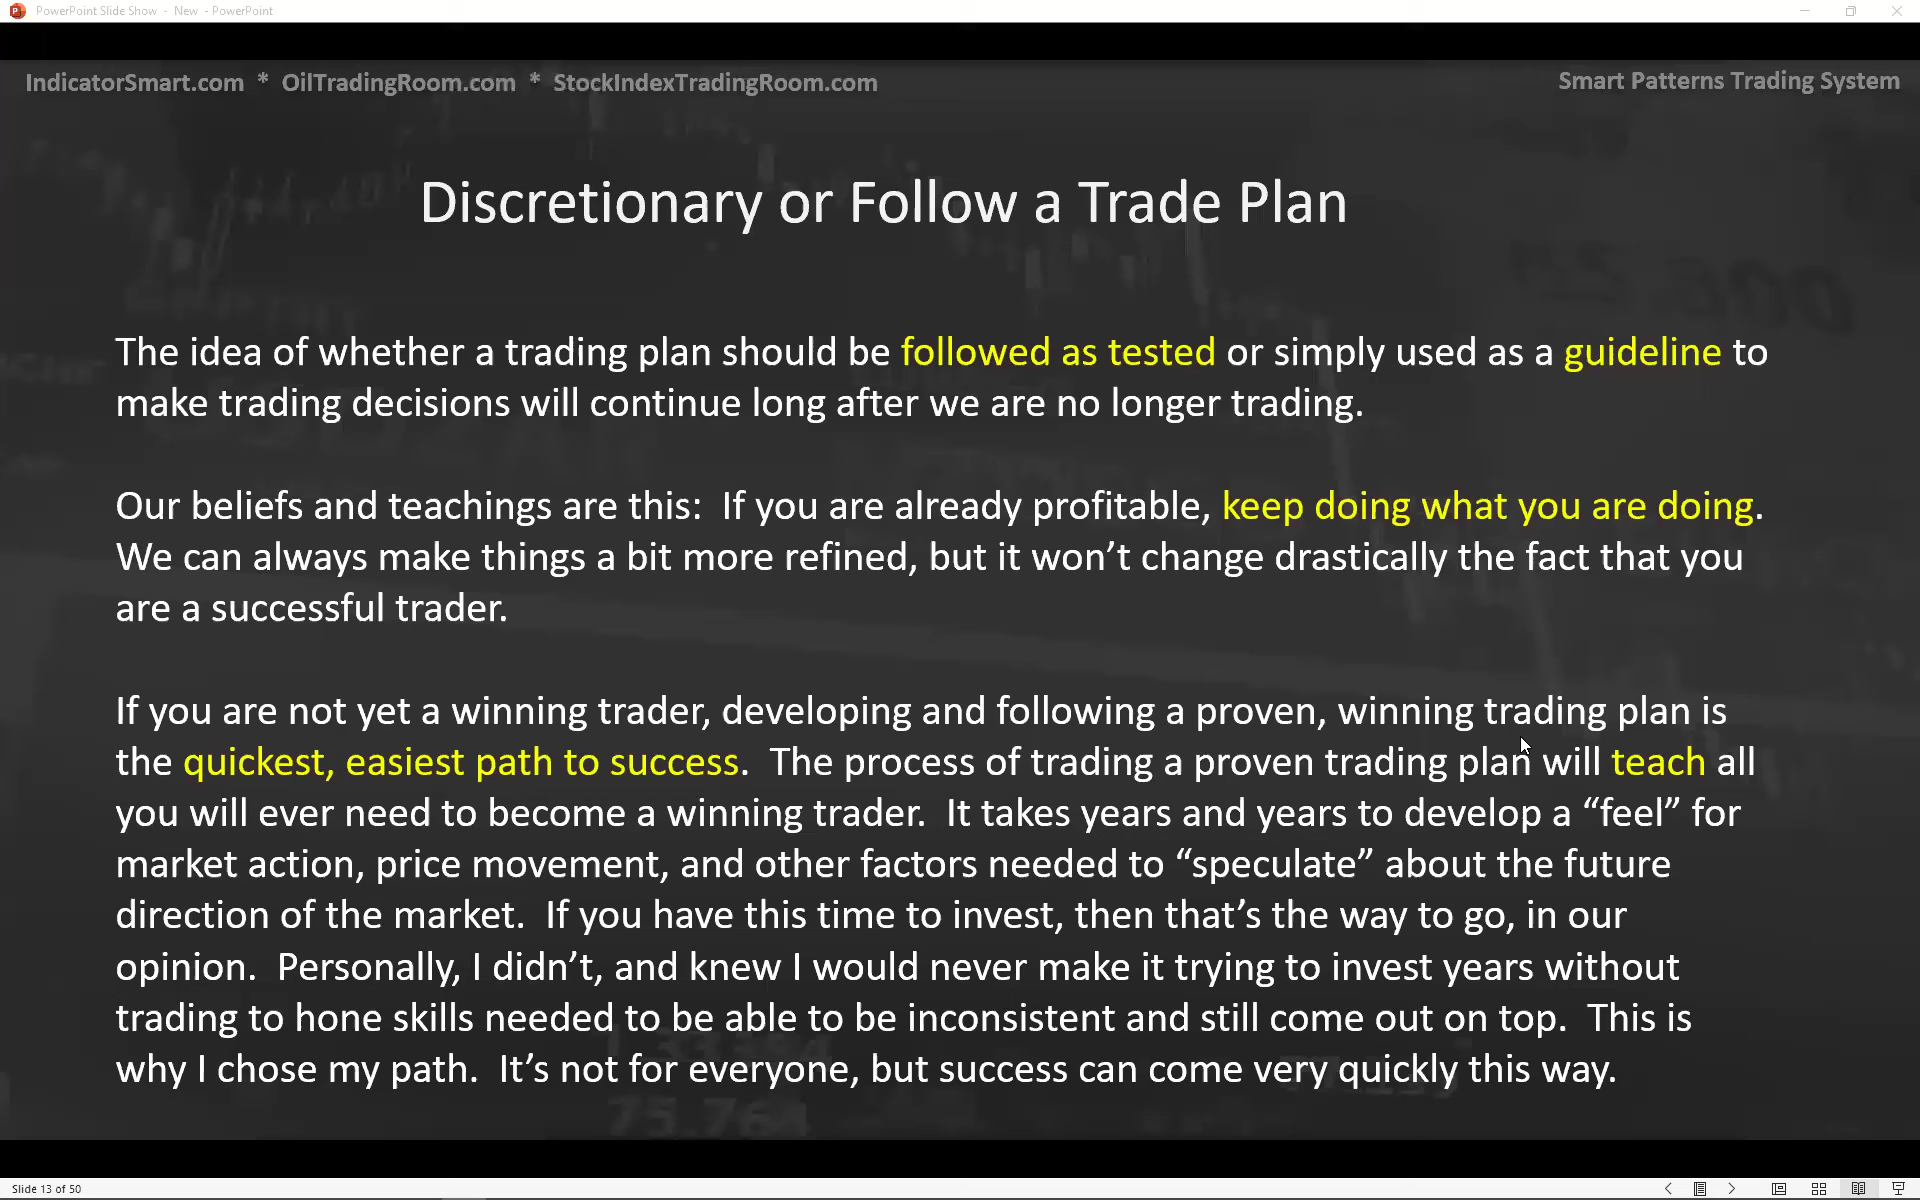 PowerPoint Slide Show - New - PowerPoint
IndicatorSmart.com * OilTradingRoom.com * StockIndexTradingRoom.com
Smart Patterns Trading System
Discretionary or Follow a Trade Plan
The idea of whether a trading plan should be followed as tested or simply used as a guideline to
make trading decisions will continue long after we are no longer trading.
Our beliefs and teachings are this:  If you are already profitable, keep doing what you are doing.
We can always make things a bit more refined, but it won’t change drastically the fact that you
are a successful trader.
If you are not yet a winning trader, developing and following a proven, winning trading plan is
the quickest, easiest path to success.  The process of trading a proven trading plan will teach all
you will ever need to become a winning trader.  It takes years and years to develop a “feel” for
market action, price movement, and other factors needed to “speculate” about the future
direction of the market.  If you have this time to invest, then that’s the way to go, in our
opinion.  Personally, I didn’t, and knew I would never make it trying to invest years without
trading to hone skills needed to be able to be inconsistent and still come out on top.  This is
why I chose my path.  It’s not for everyone, but success can come very quickly this way.
75.764
Slide 13 of 50